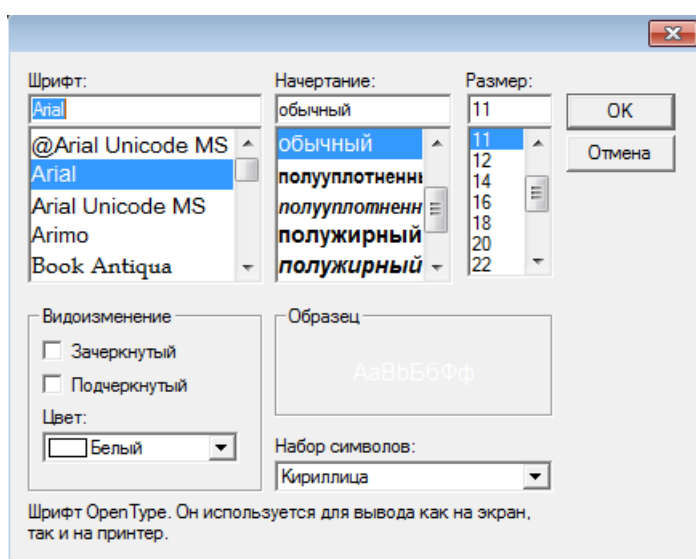 Шрифт:
Arial
@Arial Unicode MS
Arial
Arial Unicode MS
Arimo
Book Antiqua
Начертание:
обычный
обычный
полууплотненн
полууплотненн
полужирный
полужирный
Размер:
11
11
12
14
16
18
20
22
OK
Отмена
Видоизменение
Зачеркнутый
Подчеркнутый
Цвет:
Белый
Образец
AaBbБбФф
Набор символов:
Кириллица
Шрифт OpenType. Он используется для вывода как на экран,
так и на принтер.